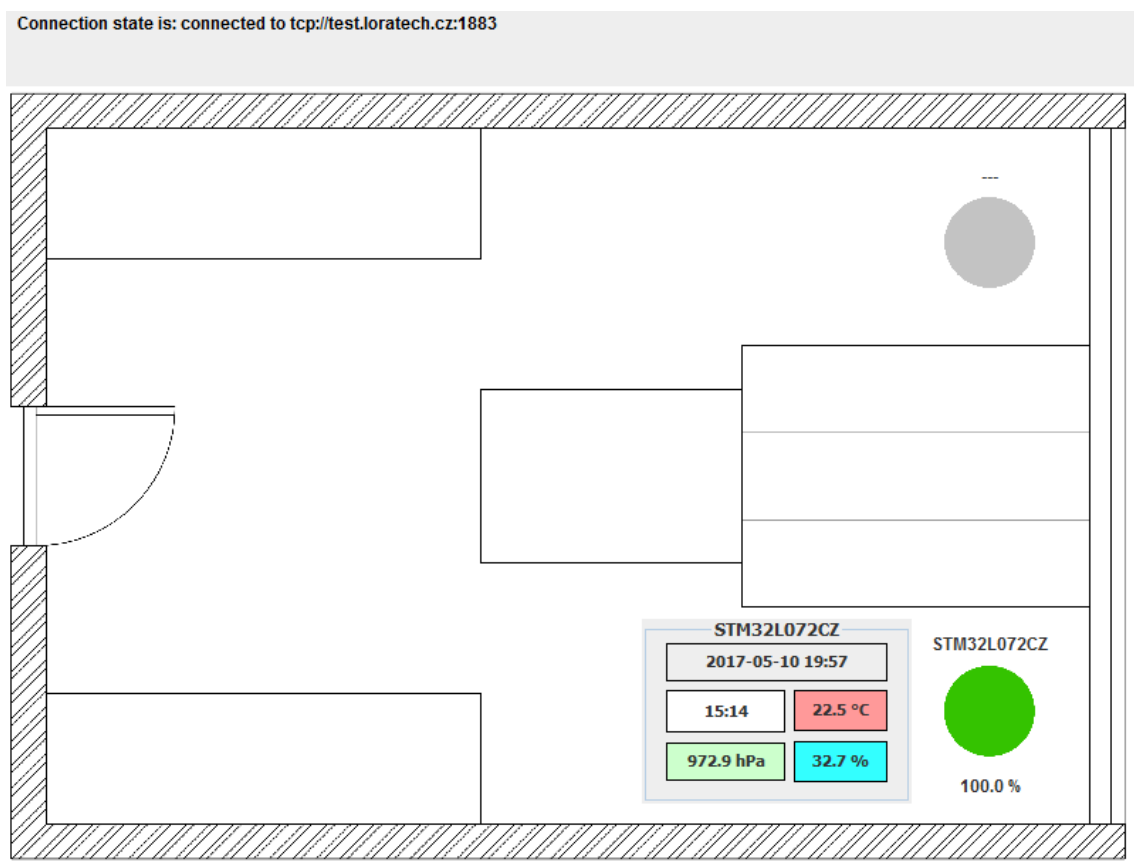 Connection state is: connected to tcp://test.loratech.cz:1883
---
STM32L072CZ
2017-05-10 19:57
15:14
22.5 °C
972.9 hPa
32.7 %
STM32L072CZ
100.0 %